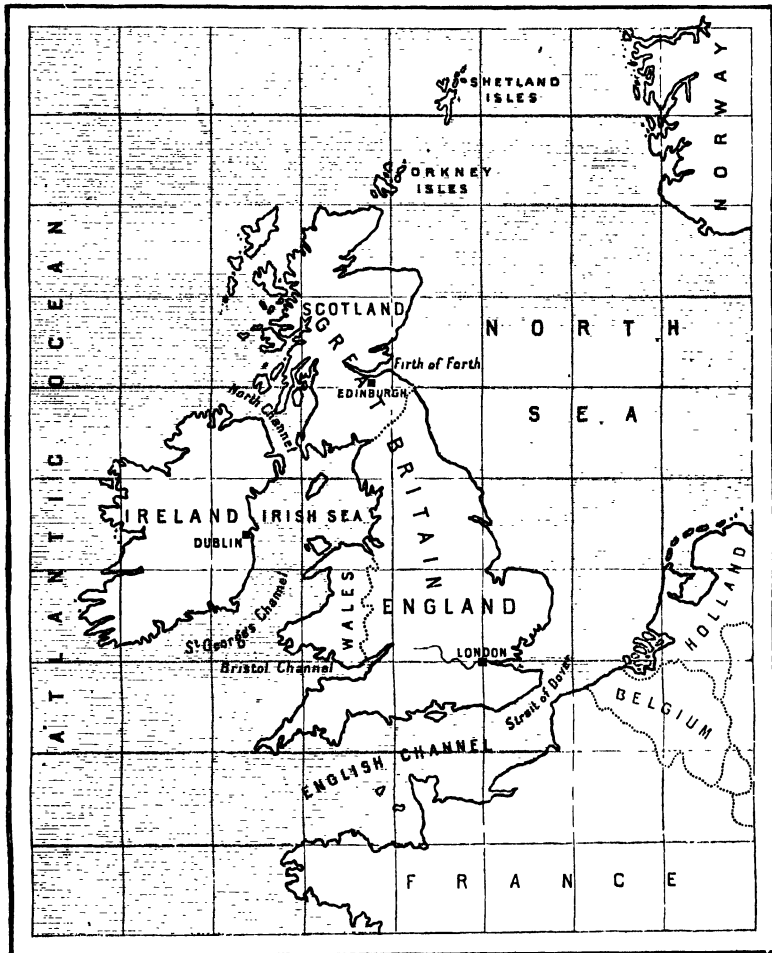 SHETLAND
ISLES
NORWAY
ORKNEY
ISLES
ATLANTIC OCEAN
SCOTLAND
NORTH
SEA
GREAT BRITAIN
Firth of Forth
EDINBURGH
North Channel
IRELAND
IRISH SEA
DUBLIN
HOLLAND
WALES
ENGLAND
St. Georges Channel
Bristol Channel
LONDON
Strait of Dover
BELGIUM
ENGLISH CHANNEL
FRANCE